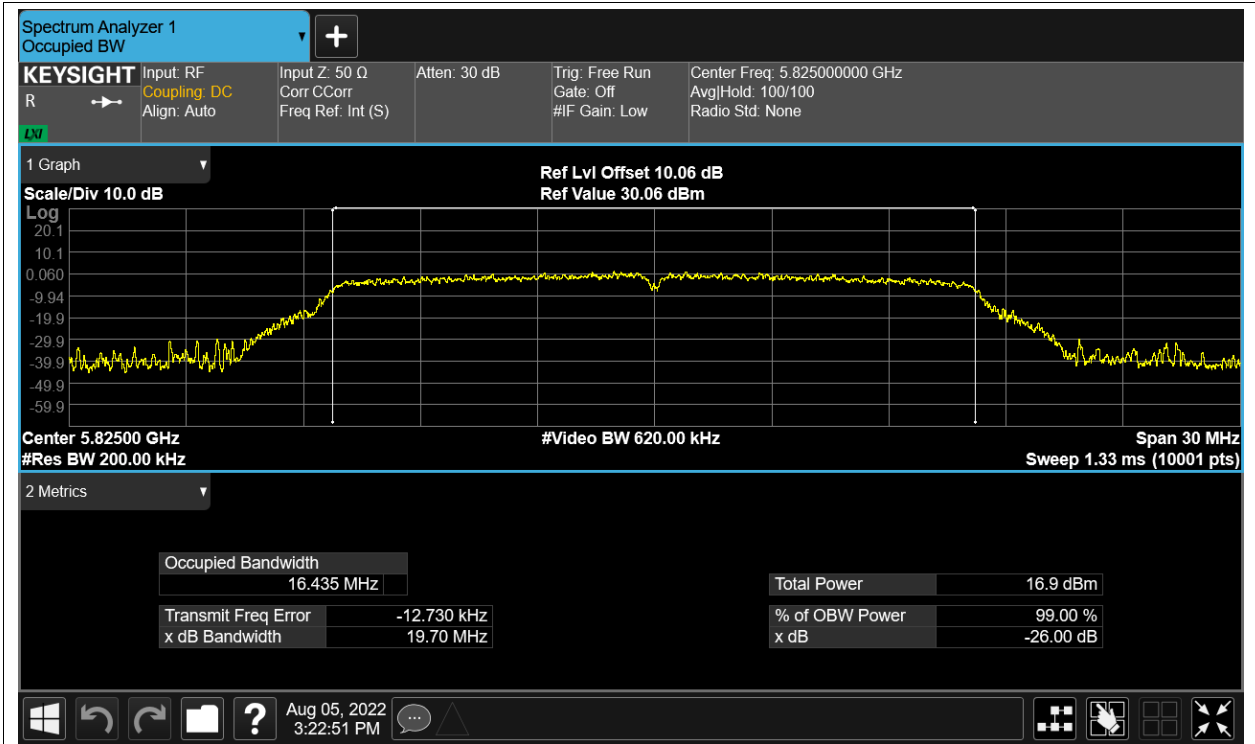 Spectrum Analyzer 1
Occupied BW
KEYSIGHT
R
LXI
Input: RF
Coupling: DC
Align: Auto
Input Z: 50 Ω
Corr CCorr
Freq Ref: Int (S)
Atten: 30 dB
Trig: Free Run
Gate: Off
#IF Gain: Low
Center Freq: 5.825000000 GHz
Avg|Hold: 100/100
Radio Std: None
1 Graph
Scale/Div 10.0 dB
Ref Lvl Offset 10.06 dB
Ref Value 30.06 dBm
Log
20.1
10.1
0.060
-9.94
-19.9
-29.9
-39.9
-49.9
-59.9
Center 5.82500 GHz
#Res BW 200.00 kHz
#Video BW 620.00 kHz
Span 30 MHz
Sweep 1.33 ms (10001 pts)
2 Metrics
Occupied Bandwidth
16.435 MHz
Transmit Freq Error -12.730 kHz
x dB Bandwidth 19.70 MHz
Total Power 16.9 dBm
% of OBW Power 99.00 %
x dB -26.00 dB
?
Aug 05, 2022
3:22:51 PM